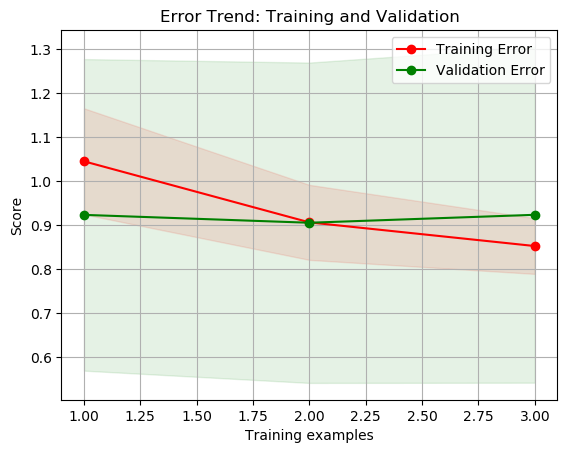 Error Trend: Training and Validation
Training Error
Validation Error
Score
1.3
1.2
1.1
1.0
0.9
0.8
0.7
0.6
1.00 1.25 1.50 1.75 2.00 2.25 2.50 2.75 3.00
Training examples